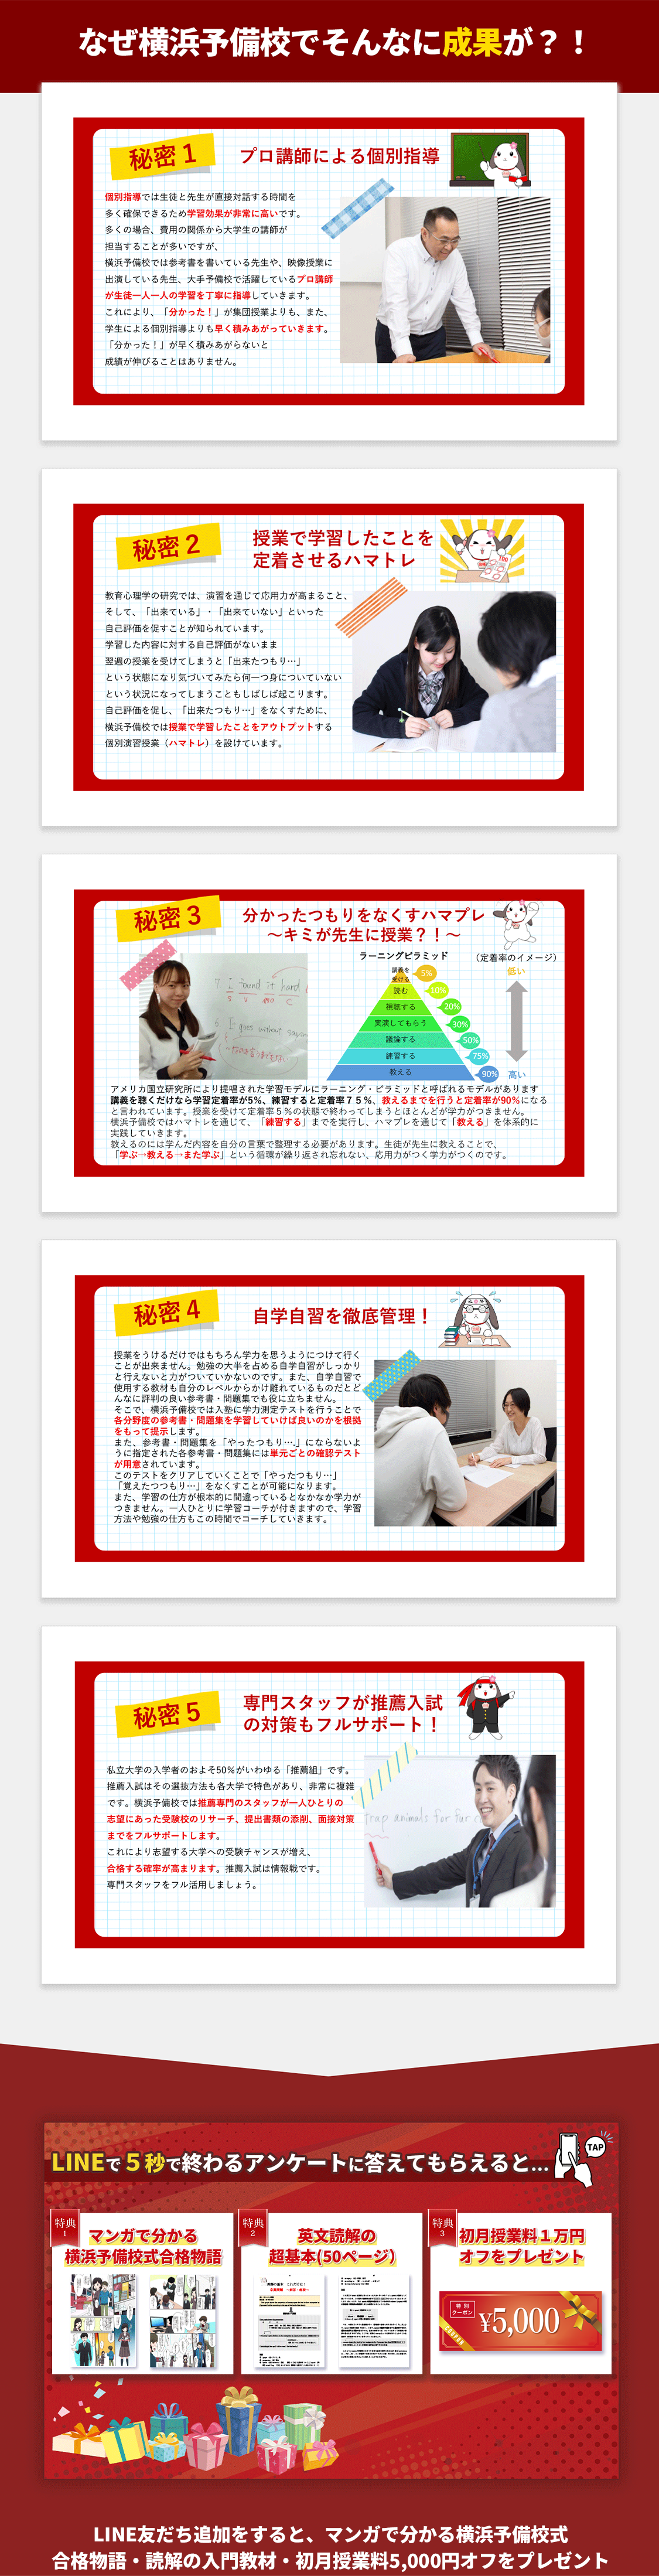 なぜ横浜予備校でそんなに成果が？！
秘密１
プロ講師による個別指導
個別指導では生徒と先生が直接対話する時間を
多く確保できるため学習効果が非常に高いです。
多くの場合、費用の関係から大学生の講師が
担当することが多いですが、
横浜予備校では参考書を書いている先生や、映像授業に
出演している先生、大手予備校で活躍しているプロ講師
が生徒一人一人の学習を丁寧に指導していきます。
これにより、「分かった！」が集団授業よりも、また、
学生による個別指導よりも早く積みあがっていきます。
「分かった！」が早く積みあがらないと
成績が伸びることはありません。
秘密２
授業で学習したことを
定着させるハマトレ
100
教育心理学の研究では、演習を通じて応用力が高まること、
そして、「出来ている」・「出来ていない」といった
自己評価を促すことが知られています。
学習した内容に対する自己評価がないまま
翌週の授業を受けてしまうと「出来たつもり…」
という状態になり気づいてみたら何一つ身についていない
という状況になってしまうこともしばしば起こります。
自己評価を促し、「出来たつもり…」をなくすために、
横浜予備校では授業で学習したことをアウトプットする
個別演習授業（ハマトレ）を設けています。
秘密３
分かったつもりをなくすハマプレ
～キミが先生に授業？！～
ラーニングピラミッド
（定着率のイメージ）
講義を
受ける
5%
低い
読む
10%
視聴する
20%
実演してもらう
30%
議論する
50%
練習する
75%
教える
90%
高い
7 I found it hard
S V C
6 It goes without saying
アメリカ国立研究所により提唱された学習モデルにラーニング・ピラミッドと呼ばれるモデルがあります
講義を聴くだけなら学習定着率が5%、練習すると定着率７５%、教えるまでを行うと定着率が90%になる
と言われています。授業を受けて定着率５％の状態で終わってしまうとほとんどが学力がつきません。
横浜予備校ではハマトレを通じて、「練習する」までを実行し、ハマプレを通じて「教える」を体系的に
実践していきます。
教えるのには学んだ内容を自分の言葉で整理する必要があります。生徒が先生に教えることで、
「学ぶ→教える→また学ぶ」という循環が繰り返され忘れない、応用力がつく学力がつくのです。
秘密４
自学自習を徹底管理！
授業をうけるだけではもちろん学力を思うようにつけて行く
ことが出来ません。勉強の大半を占める自学自習がしっかり
と行えないと力がついていかないのです。また、自学自習で
使用する教材も自分のレベルからかけ離れているものだとど
んなに評判の良い参考書・問題集でも役に立ちません。
そこで、横浜予備校では入塾に学力測定テストを行うことで
各分野度の参考書・問題集を学習していけば良いのかを根拠
をもって提示します。
また、参考書・問題集を「やったつもり…」にならないよ
うに指定された各参考書・問題集には単元ごとの確認テスト
が用意されています。
このテストをクリアしていくことで「やったつもり…」
「覚えたつつもり…」をなくすことが可能になります。
また、学習の仕方が根本的に間違っているとなかなか学力が
つきません。一人ひとりに学習コーチが付きますので、学習
方法や勉強の仕方もこの時間でコーチしていきます。
秘密５
専門スタッフが推薦入試
の対策もフルサポート！
私立大学の入学者のおよそ50%がいわゆる「推薦組」です。
推薦入試はその選抜方法も各大学で特色があり、非常に複雑
です。横浜予備校では推薦専門のスタッフが一人ひとりの
志望にあった受験校のリサーチ、提出書類の添削、面接対策
までをフルサポートします。
これにより志望する大学への受験チャンスが増え、
合格する確率が高まります。推薦入試は情報戦です。
専門スタッフをフル活用しましょう。
trap animals for fur
LINEで５秒で終わるアンケートに答えてもらえると...
TAP
特典
1
マンガで分かる
横浜予備校式合格物語
特典
2
英文読解の
超基本(50ページ)
特典
3
初月授業料１万円
オフをプレゼント
特別
クーポン
¥5,000
LINE友だち追加をすると、マンガで分かる横浜予備校式
合格物語・読解の入門教材・初月授業料5,000円オフをプレゼント